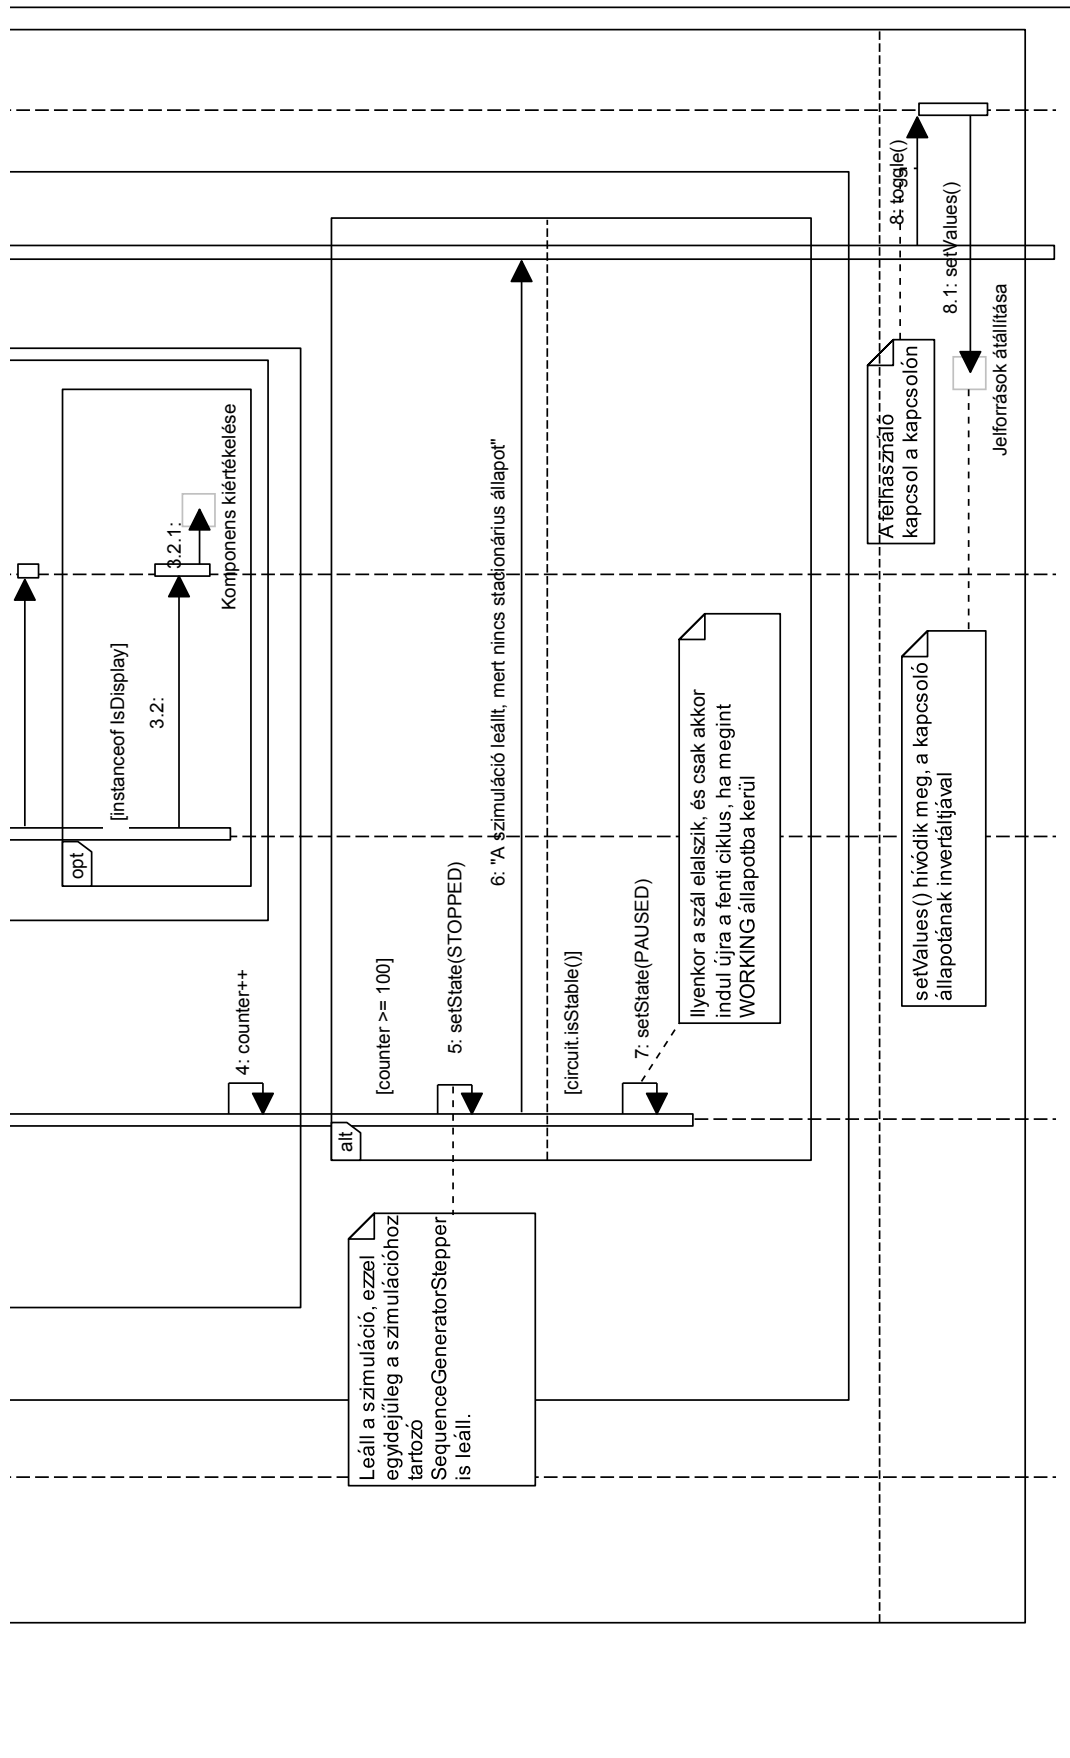 [instanceof IsDisplay]
opt
3.2:
3.2.1:
Komponens kiértékelése
4: counter++
alt
[counter >= 100]
5: setState(STOPPED)
Leáll a szimuláció, ezzel
egyidejűleg a szimulációhoz
tartozó
SequenceGeneratorStepper
is leáll.
6: "A szimuláció leállt, mert nincs stacionárius állapot"
[circuit.isStable()]
7: setState(PAUSED)
Ilyenkor a szál elalszik, és csak akkor
indul újra a fenti ciklus, ha megint
WORKING állapotba kerül
8: toggle()
A felhasználó
kapcsol a kapcsolón
8.1: setValues()
Jelforrások átállítása
setValues() hívódik meg, a kapcsoló
állapotának invertáltjával